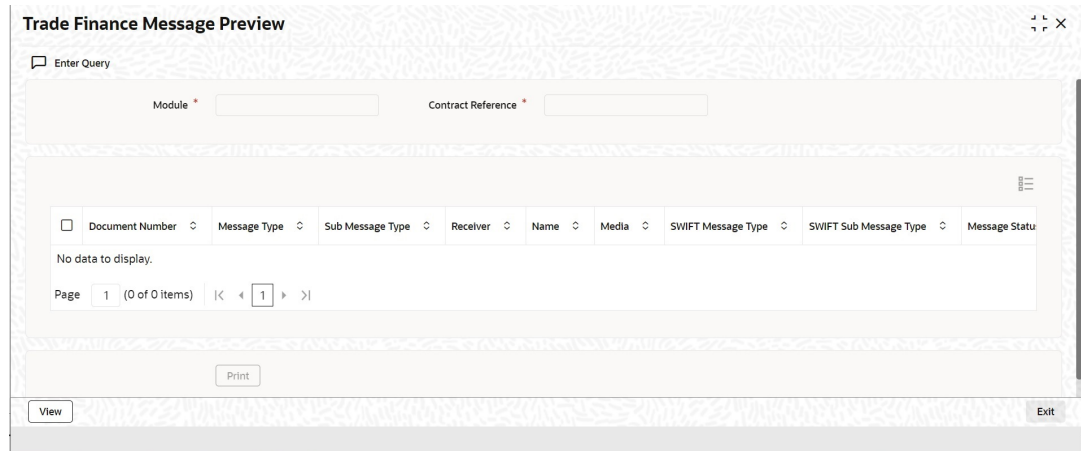 Trade Finance Message Preview
Enter Query
Module * Contract Reference *
Document Number Message Type Sub Message Type Receiver Name Media SWIFT Message Type SWIFT Sub Message Type Message Statu
No data to display.
Page 1 (0 of 0 items) 1
Print
View Exit